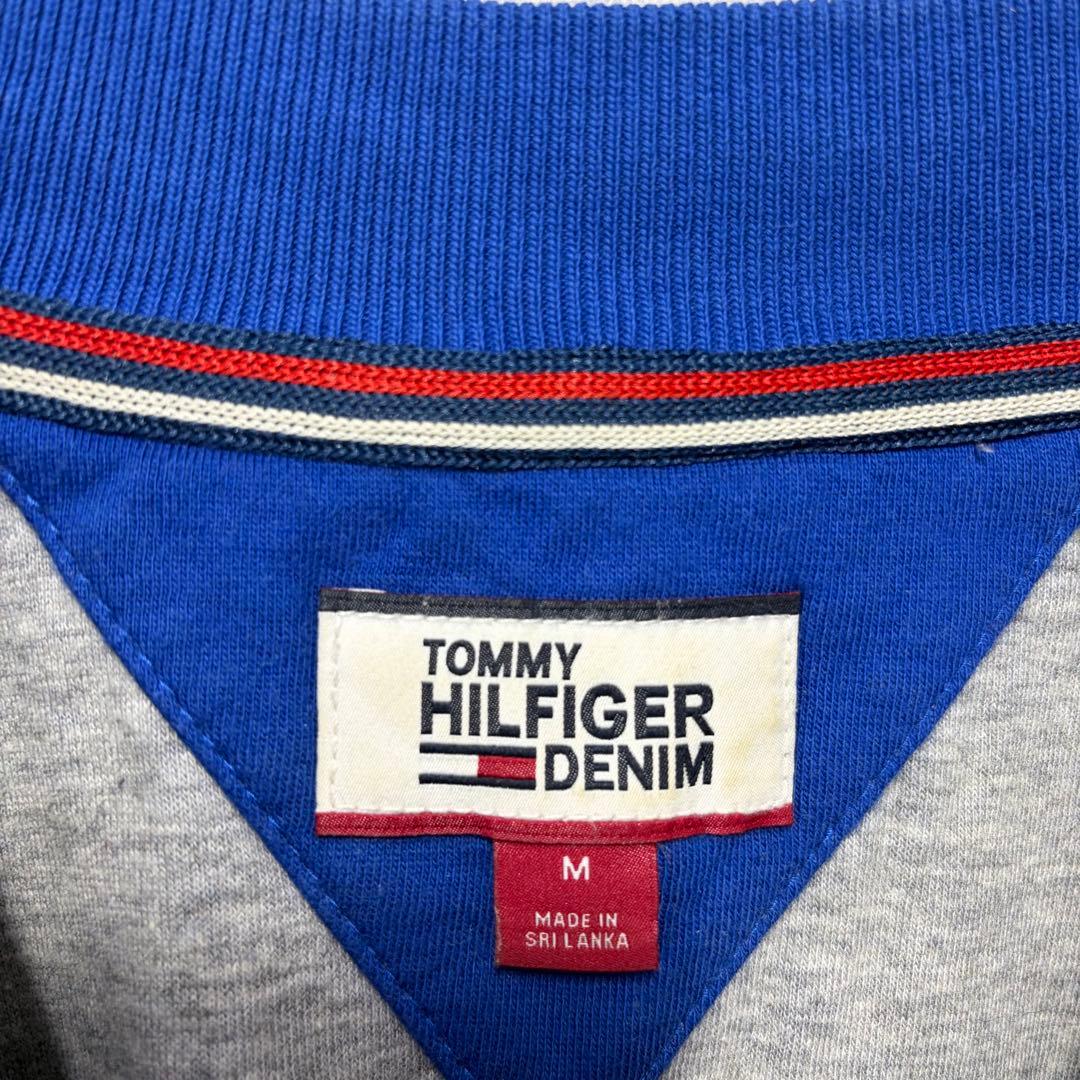 TOMMY
HILFIGER
DENIM
M
MADE IN
SRI LANKA